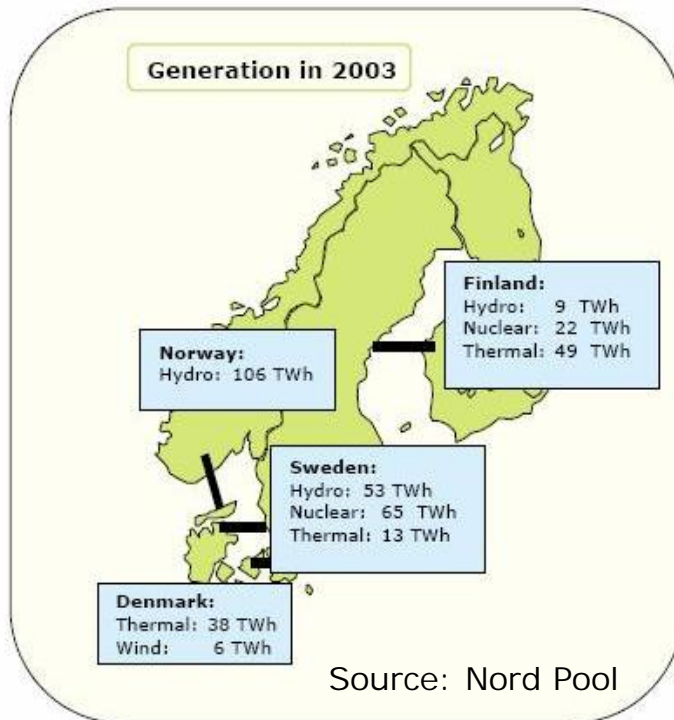 Generation in 2003
Finland:
Hydro: 9 TWh
Nuclear: 22 TWh
Thermal: 49 TWh
Norway:
Hydro: 106 TWh
Sweden:
Hydro: 53 TWh
Nuclear: 65 TWh
Thermal: 13 TWh
Denmark:
Thermal: 38 TWh
Wind: 6 TWh
Source: Nord Pool